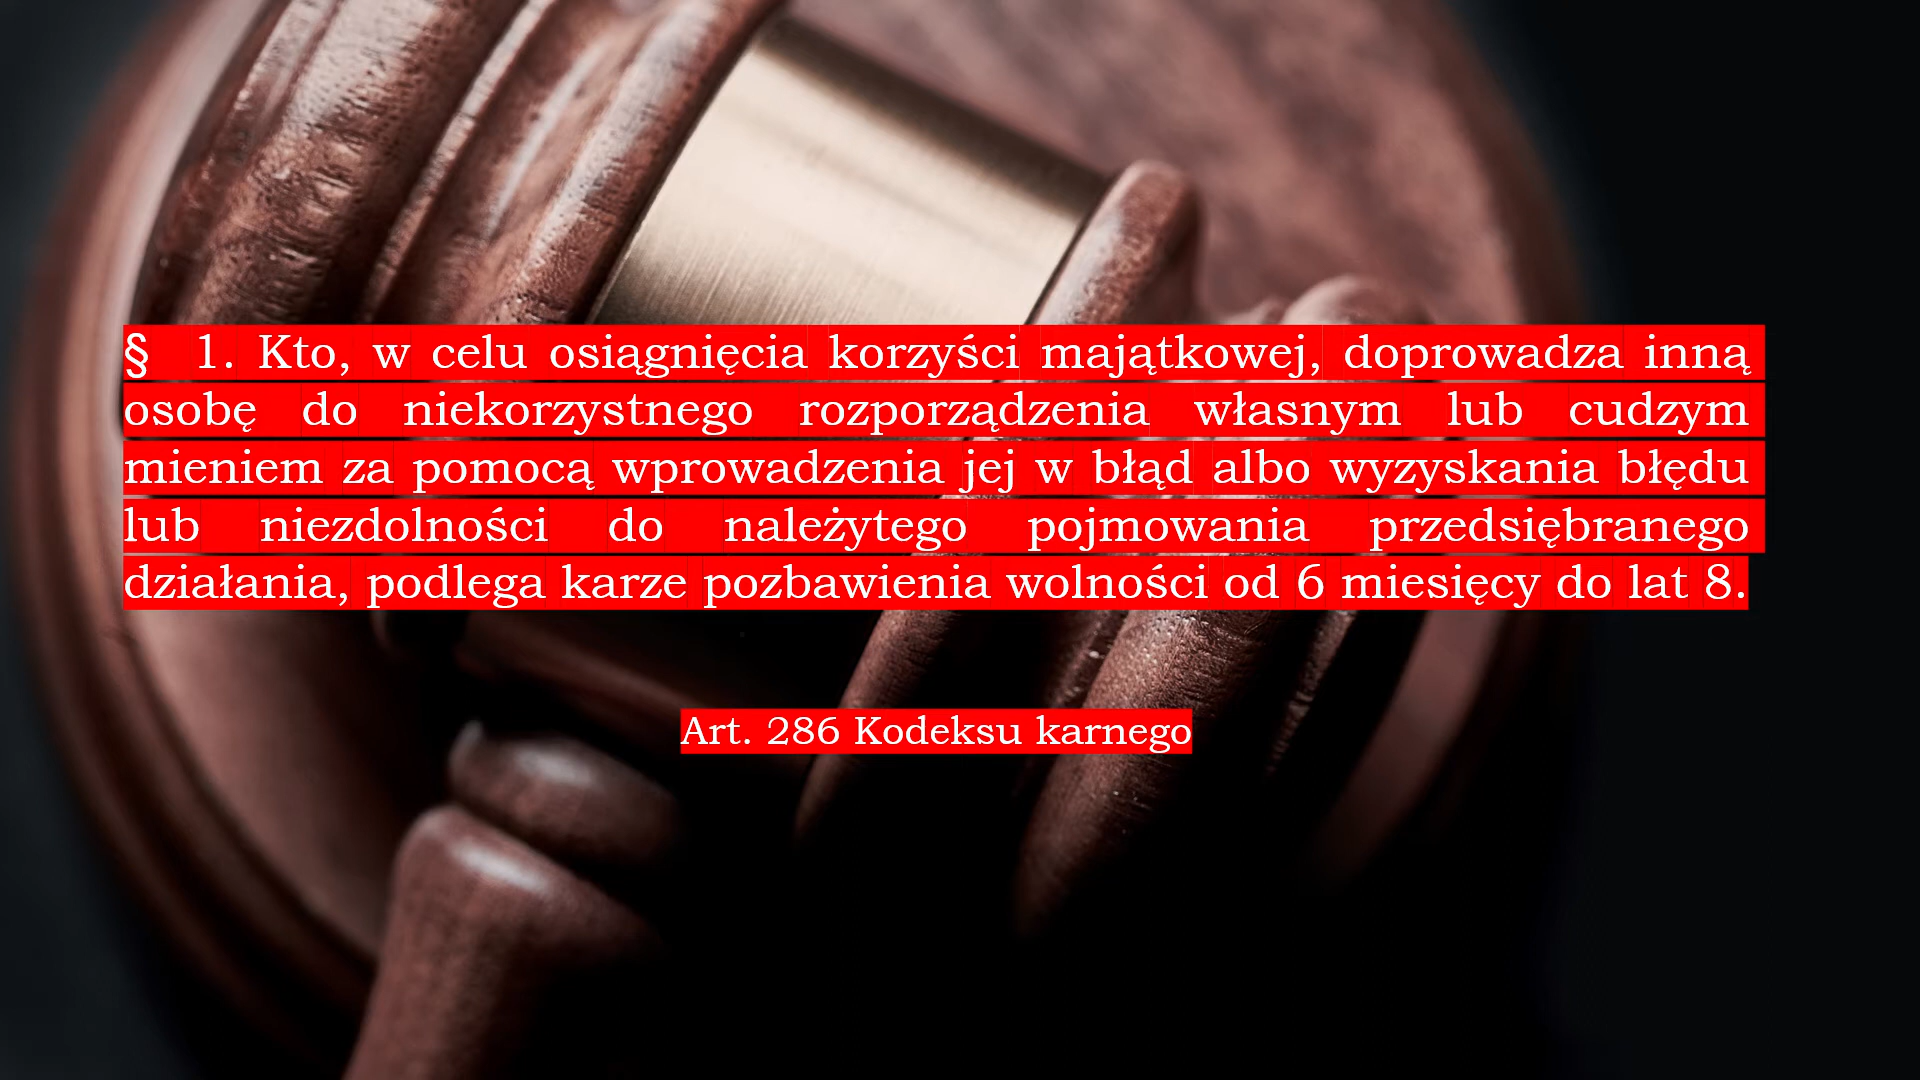 § 1. Kto, w celu osiągnięcia korzyści majątkowej, doprowadza inną
osobę do niekorzystnego rozporządzenia własnym lub cudzym
mieniem za pomocą wprowadzenia jej w błąd albo wyzyskania błędu
lub niezdolności do należytego pojmowania przedsiębranego
działania, podlega karze pozbawienia wolności od 6 miesięcy do lat 8.
Art. 286 Kodeksu karnego